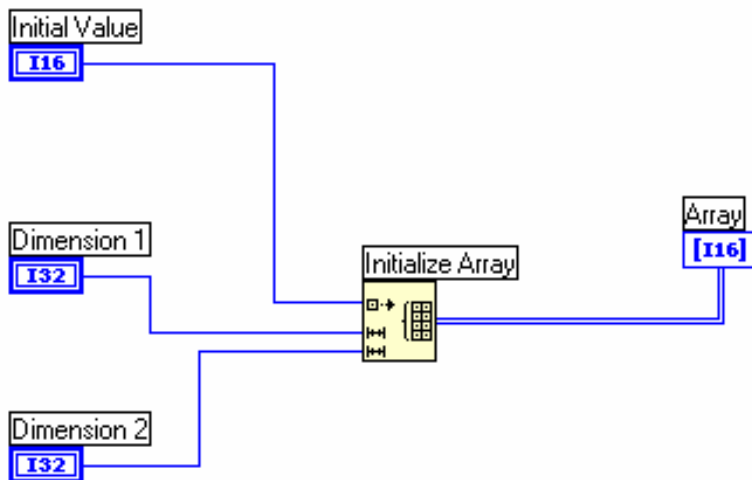 Initial Value
I16
Dimension 1
I32
Initialize Array
Array
[I16]
Dimension 2
I32